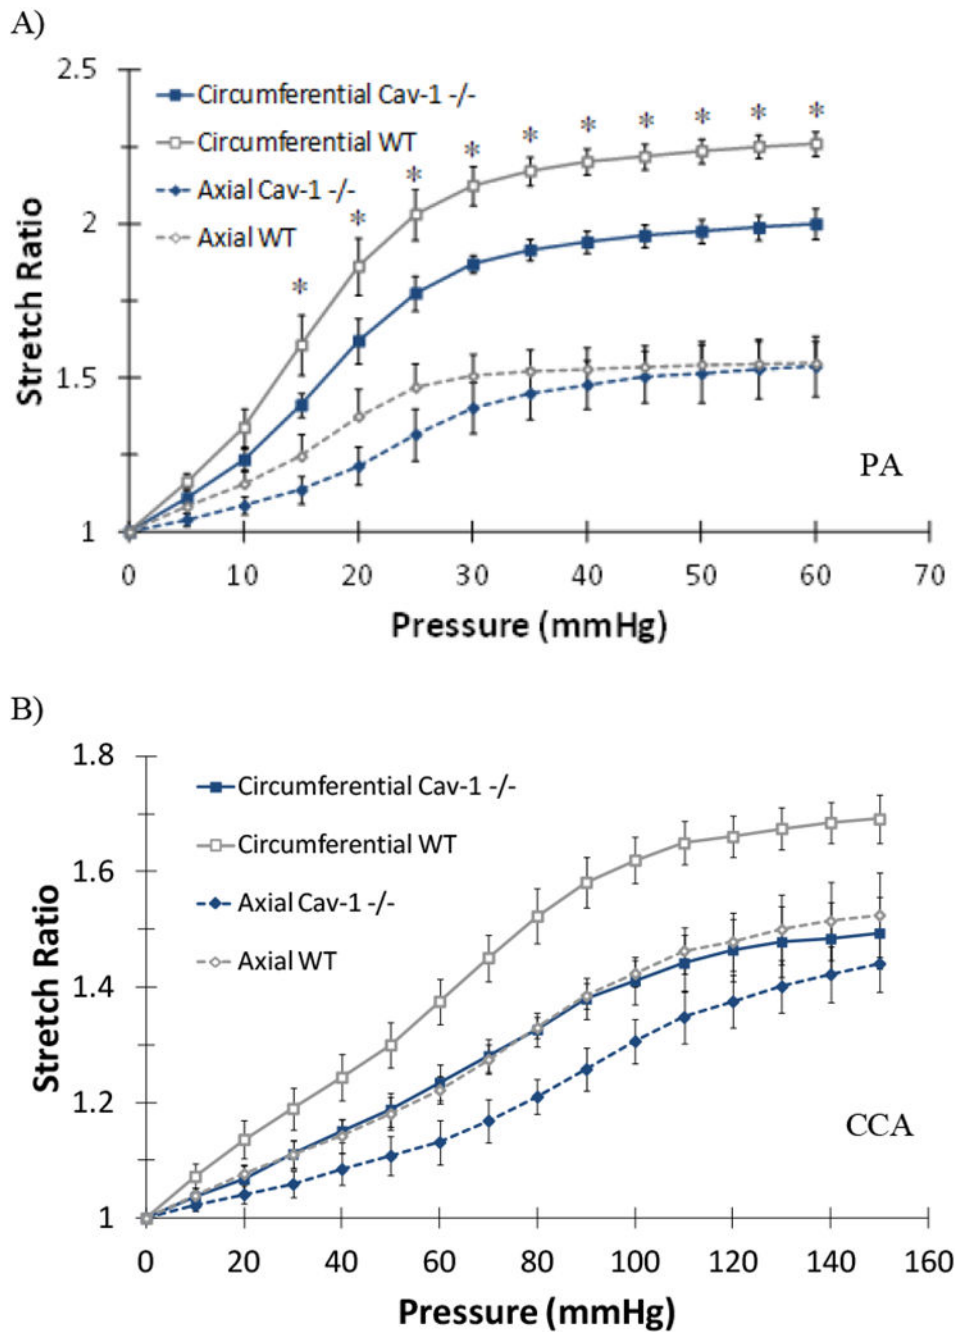 A)
2.5
Circumferential Cav-1 -/-
* * * * * * * * * *
Circumferential WT
2
Axial Cav-1 -/-
Axial WT
Stretch Ratio
1.5
PA
1
0 10 20 30 40 50 60 70
Pressure (mmHg)
B)
1.8
Circumferential Cav-1 -/-
Circumferential WT
1.6
Axial Cav-1 -/-
Axial WT
Stretch Ratio
1.4
1.2
CCA
1
0 20 40 60 80 100 120 140 160
Pressure (mmHg)